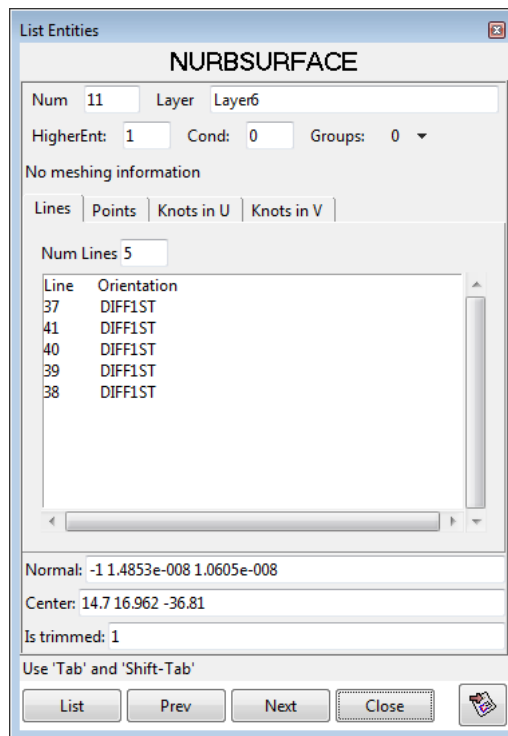 List Entities
NURBSURFACE
Num 11 Layer Layer6
HigherEnt: 1 Cond: 0 Groups: 0
No meshing information
Lines Points Knots in U Knots in V
Num Lines 5
Line Orientation
37 DIFF1ST
41 DIFF1ST
40 DIFF1ST
39 DIFF1ST
38 DIFF1ST
Normal: -1 1.4853e-008 1.0605e-008
Center: 14.7 16.962 -36.81
Is trimmed: 1
Use 'Tab' and 'Shift-Tab'
List Prev Next Close